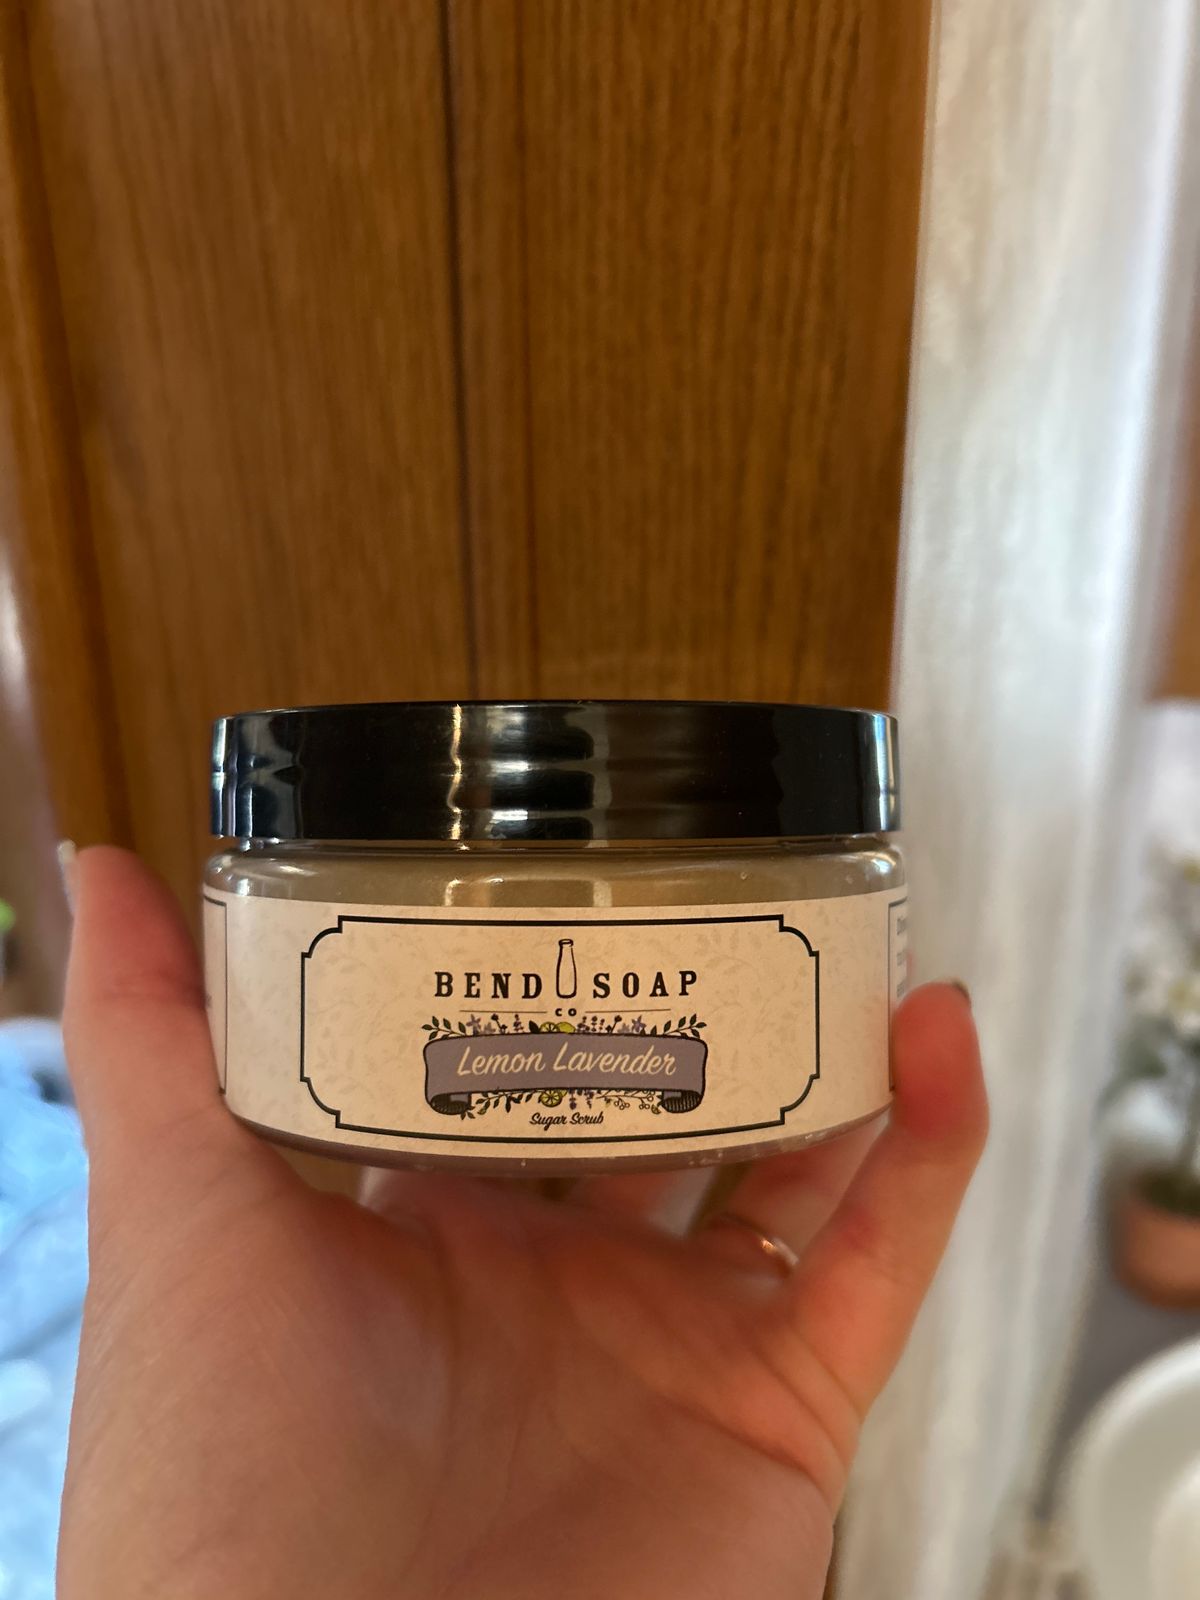 BEND SOAP
CO
Lemon Lavender
Sugar Scrub